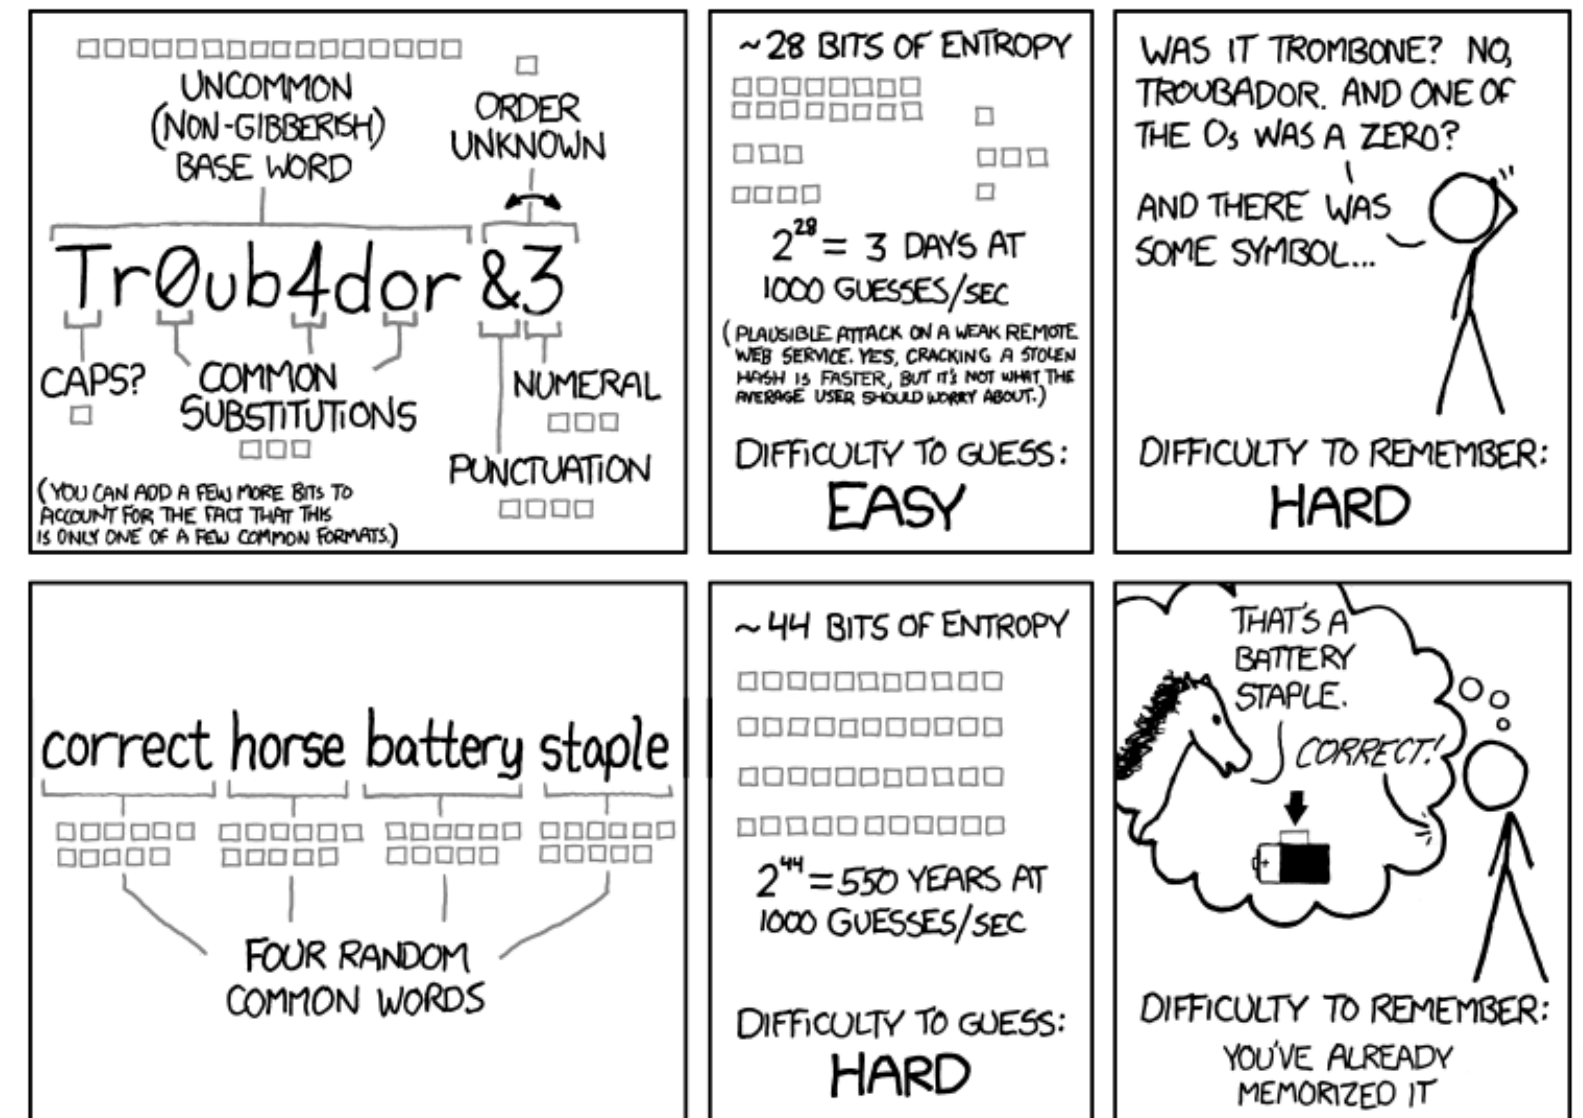 UNCOMMON
(NON-GIBBERISH)
BASE WORD
ORDER
UNKNOWN
Tr0ub4dor &3
CAPS?
COMMON
SUBSTITUTIONS
NUMERAL
PUNCTUATION
(YOU CAN ADD A FEW MORE BITS TO
ACCOUNT FOR THE FACT THAT THIS
IS ONLY ONE OF A FEW COMMON FORMATS.)
~28 BITS OF ENTROPY
2^28 = 3 DAYS AT
1000 GUESSES/SEC
(PLAUSIBLE ATTACK ON A WEAK REMOTE
WEB SERVICE. YES, CRACKING A STOLEN
HASH IS FASTER, BUT IT'S NOT WHAT THE
AVERAGE USER SHOULD WORRY ABOUT.)
DIFFICULTY TO GUESS:
EASY
WAS IT TROMBONE? NO,
TROUBADOR. AND ONE OF
THE Os WAS A ZERO?
AND THERE WAS
SOME SYMBOL...
DIFFICULTY TO REMEMBER:
HARD
correct horse battery staple
FOUR RANDOM
COMMON WORDS
~44 BITS OF ENTROPY
2^44 = 550 YEARS AT
1000 GUESSES/SEC
DIFFICULTY TO GUESS:
HARD
THAT'S A
BATTERY
STAPLE.
CORRECT!
+
DIFFICULTY TO REMEMBER:
YOU'VE ALREADY
MEMORIZED IT